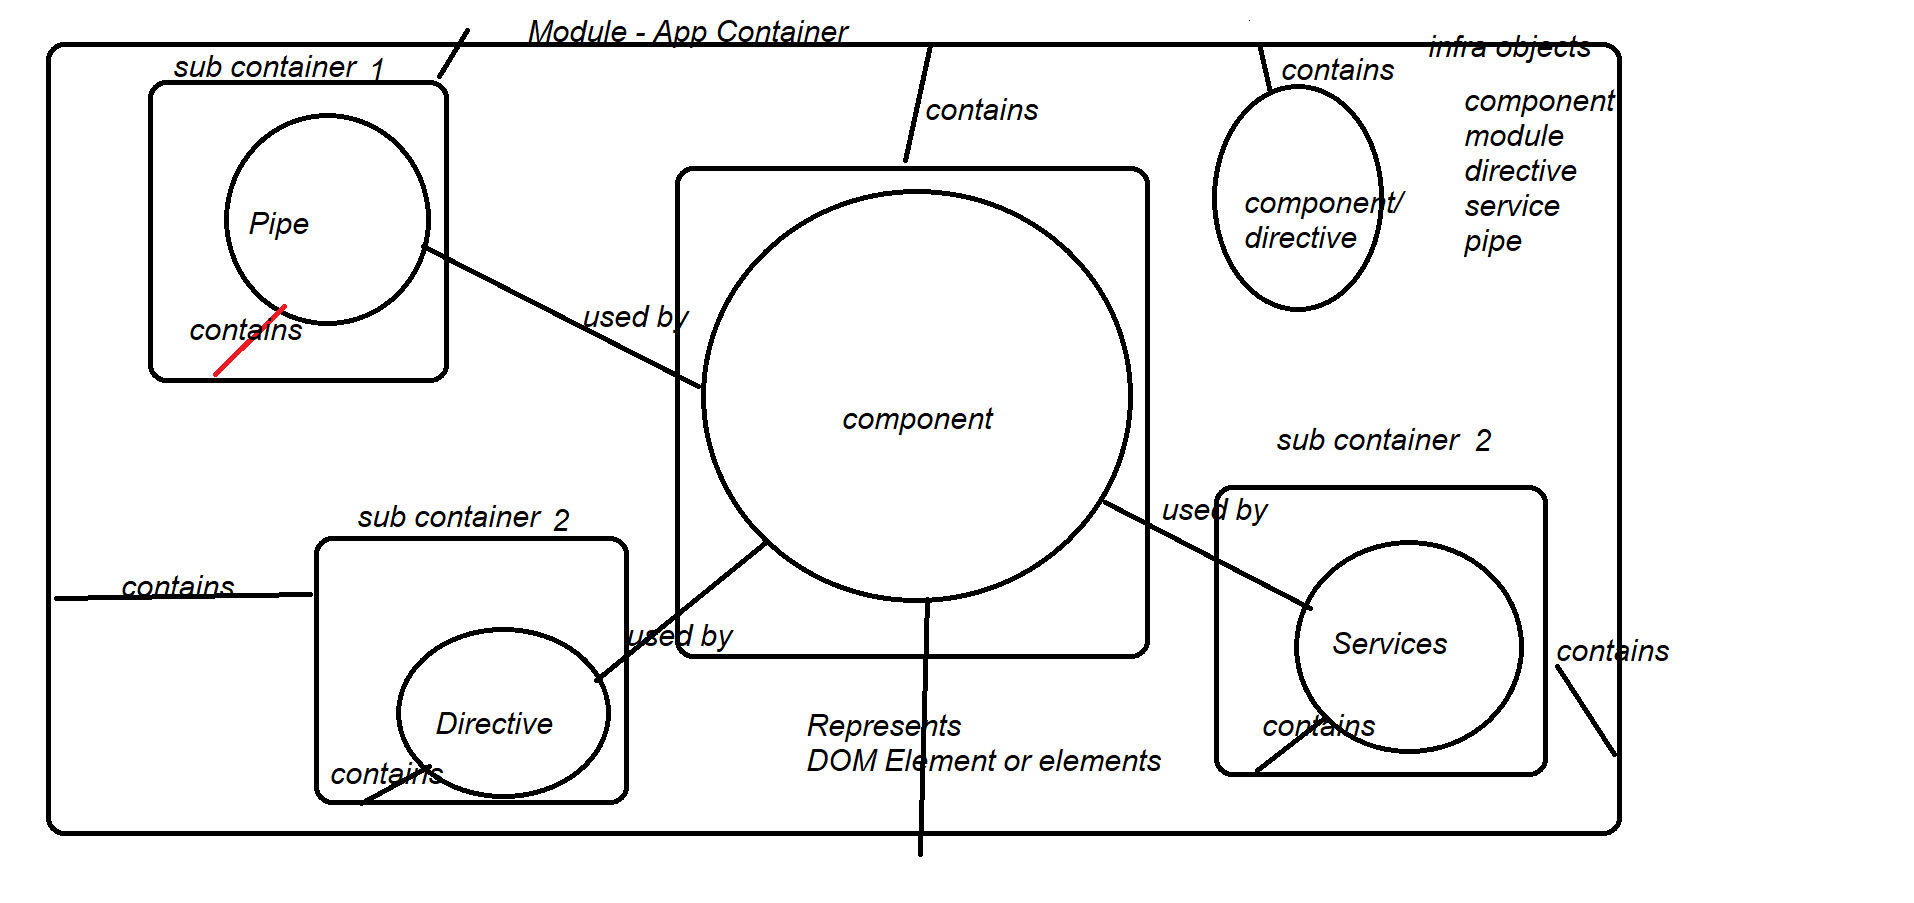 Module - App Container
infra objects
sub container 1
contains
contains
component
module
directive
service
pipe
component/
directive
Pipe
contains
used by
component
sub container 2
sub container 2
used by
contains
used by
Services
contains
Directive
contains
contains
Represents
DOM Element or elements